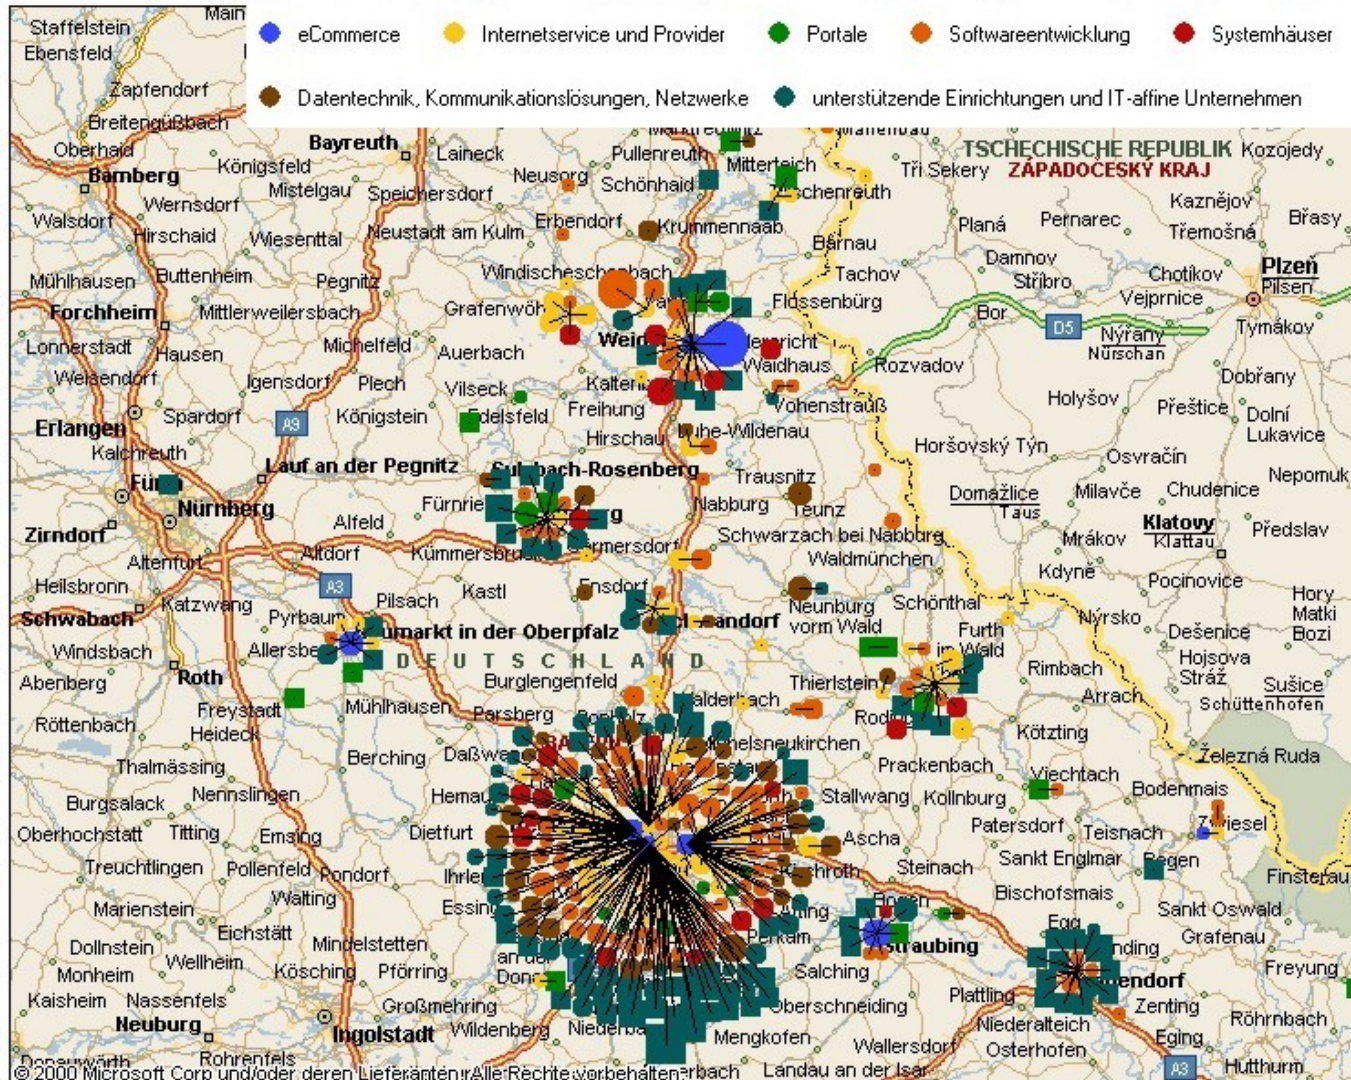 eCommerce
Internetservice und Provider
Portale
Softwareentwicklung
Systemhäuser
Datentechnik, Kommunikationslösungen, Netzwerke
unterstützende Einrichtungen und IT-affine Unternehmen
Staffelstein
Ebensfeld
Zapfendorf
Breitengüßbach
Oberhaid
Bamberg
Walsdorf
Königsfeld
Mistelgau
Wernsdorf
Hirschaid
Wiesenttal
Bayreuth
Laineck
Speichersdorf
Neustadt am Kulm
Neusorg
Erbendorf
Pullenreuth
Schönhaid
Mitterteich
Krummennaab
Bärnau
Tachov
TSCHECHISCHE REPUBLIK
ZÁPADOČESKÝ KRAJ
Kozojedy
Tři Sekery
Kaznějov
Planá
Pernarec
Třemošná
Břasy
Damnov
Stříbro
Chotíkov
Plzeň
Pilsen
Vejprnice
Bor
D5
Nýřany
Nürschan
Tymákov
Mühlhausen
Buttenheim
Pegnitz
Forchheim
Mittlerweilersbach
Grafenwöh
Flossenbürg
Lonnerstadt
Hausen
Michelfeld
Auerbach
Waidhaus
Rozvadov
Weisendorf
Igensdorf
Plech
Vilseck
Dobřany
Spardorf
Königstein
Edelsfeld
Freihung
Vohenstrauß
Holyšov
Přeštice
Dolní
Lukavice
Erlangen
A9
Hirschau
Luhe-Wildenau
Horšovský Týn
Kalchreuth
Lauf an der Pegnitz
Sulzbach-Rosenberg
Trausnitz
Osvračín
Nepomuk
Nürnberg
Nabburg
Teunz
Domažlice
Taus
Milavče
Chudenice
Zirndorf
Alfeld
Schwarzach bei Nabburg
Klatovy
Klattau
Předslav
Altenfurt
Altdorf
Waldmünchen
Mrákov
Heilsbronn
A3
Kastl
Ensdorf
Kdyně
Pocinovice
Schwabach
Katzwang
Pilsach
Neunburg
vorm Wald
Schönthal
Nýrsko
Hory
Matki
Bozi
Pyrbaum
umarkt in der Oberpfalz
Furth
im Wald
Dešenice
Windsbach
DEUTSCHLAND
Rimbach
Hojsova
Stráž
Abenberg
Roth
Burglengenfeld
Thierlstein
Arrach
Sušice
Schüttenhofen
Freystadt
Mühlhausen
Parsberg
Röttenbach
Heideck
Kötzting
Berching
Železná Ruda
Thalmässing
Prackenbach
Viechtach
Bodenmais
Burgsalack
Nennslingen
Hemau
Stallwang
Kollnburg
Oberhochstatt
Titting
Emsing
Dietfurt
Ascha
Patersdorf
Teisnach
Zwiesel
Treuchtlingen
Pollenfeld
Pondorf
Steinach
Sankt Englmar
Regen
Finsterau
Walting
Bischofsmais
Marienstein
Eichstätt
Sankt Oswald
Dollnstein
Mindelstetten
Perkam
Straubing
Grafenau
Monheim
Wellheim
Kösching
Pförring
Salching
Freyung
Kaisheim
Nassenfels
Großmehring
Oberschneiding
Plattling
Zenting
Neuburg
Ingolstadt
Wildenberg
Mengkofen
Niederalteich
Röhrnbach
Rohrenfels
Wallersdorf
Osterhofen
Eging
Donauwörth
Landau an der Isar
A3
Hutthurm
© 2000 Microsoft Corp und/oder deren Lieferanten. Alle Rechte vorbehalten.